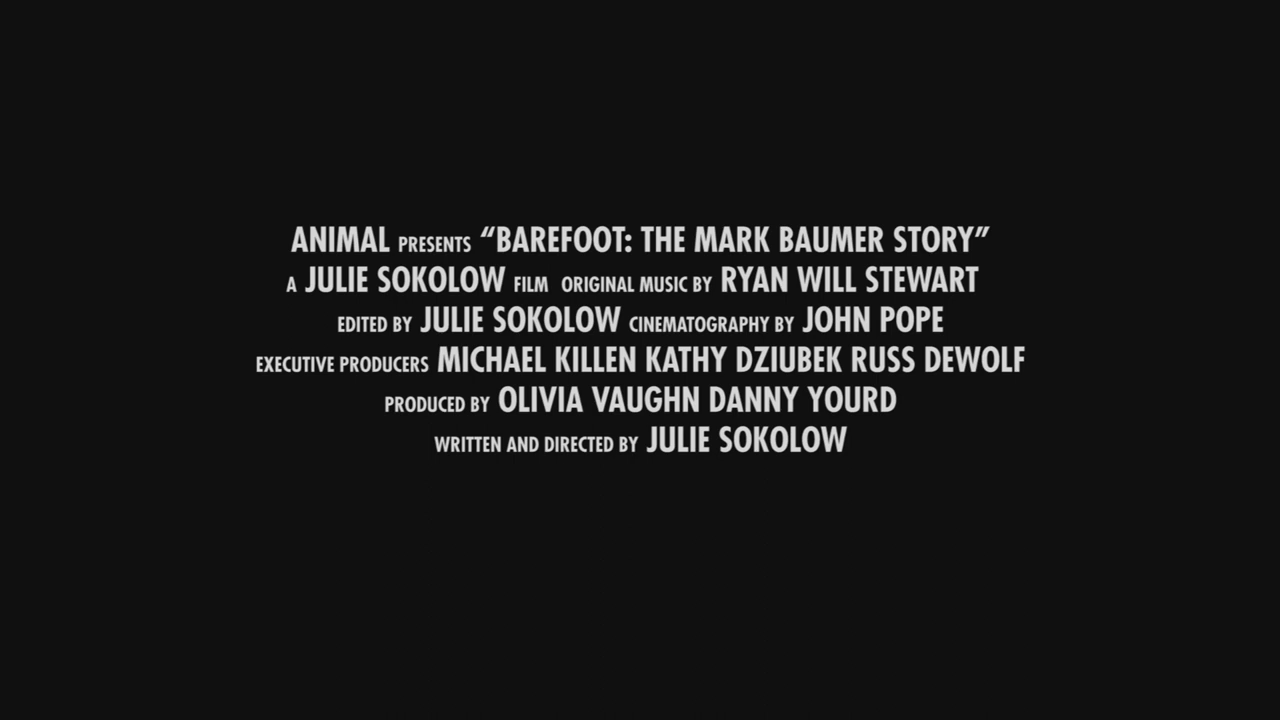 ANIMAL PRESENTS “BAREFOOT: THE MARK BAUMER STORY”
A JULIE SOKOLOW FILM ORIGINAL MUSIC BY RYAN WILL STEWART
EDITED BY JULIE SOKOLOW CINEMATOGRAPHY BY JOHN POPE
EXECUTIVE PRODUCERS MICHAEL KILLEN KATHY DZIUBEK RUSS DEWOLF
PRODUCED BY OLIVIA VAUGHN DANNY YOURD
WRITTEN AND DIRECTED BY JULIE SOKOLOW